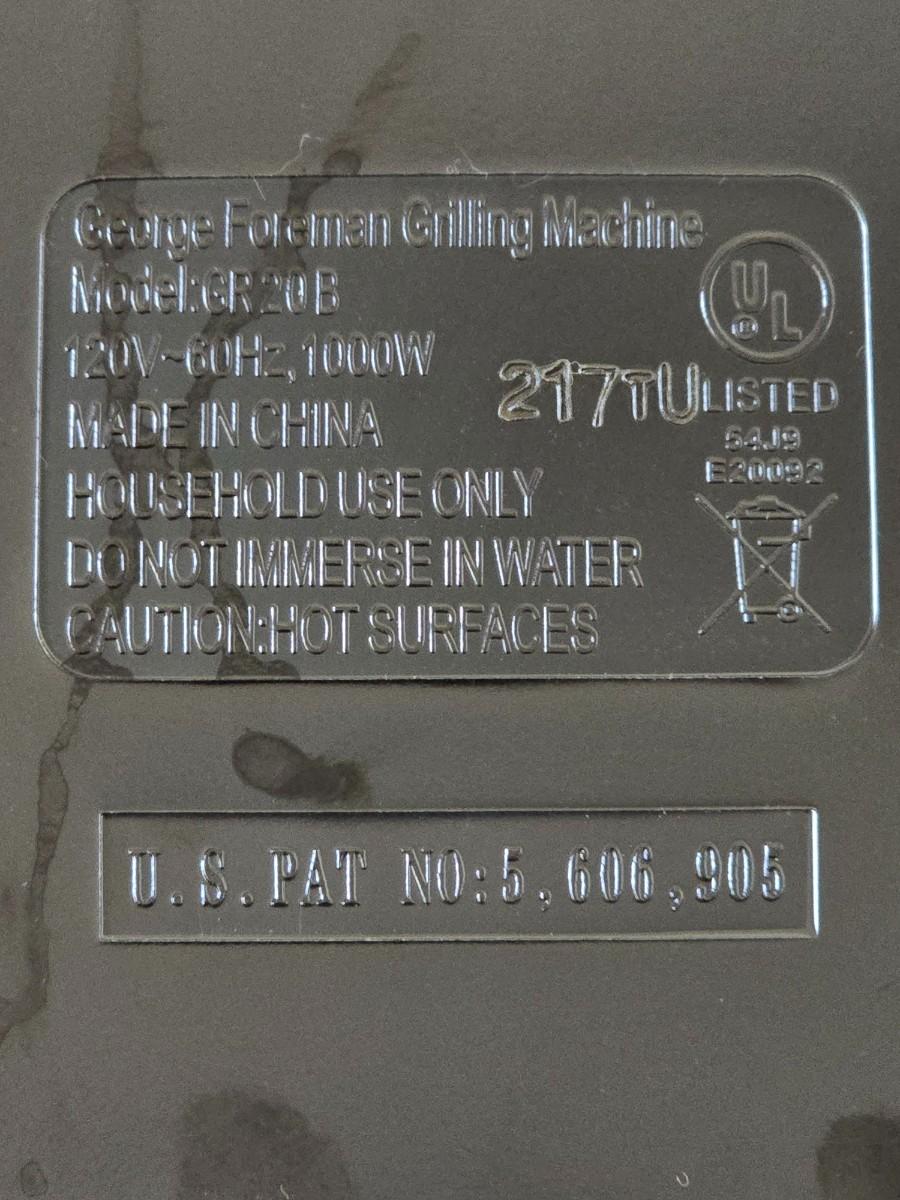 George Foreman Grilling Machine
Model:GR20B
120V~60Hz,1000W
MADE IN CHINA
HOUSEHOLD USE ONLY
DO NOT IMMERSE IN WATER
CAUTION:HOT SURFACES
217TU
UL
®
LISTED
54J9
E20092
U.S.PAT NO:5,606,905